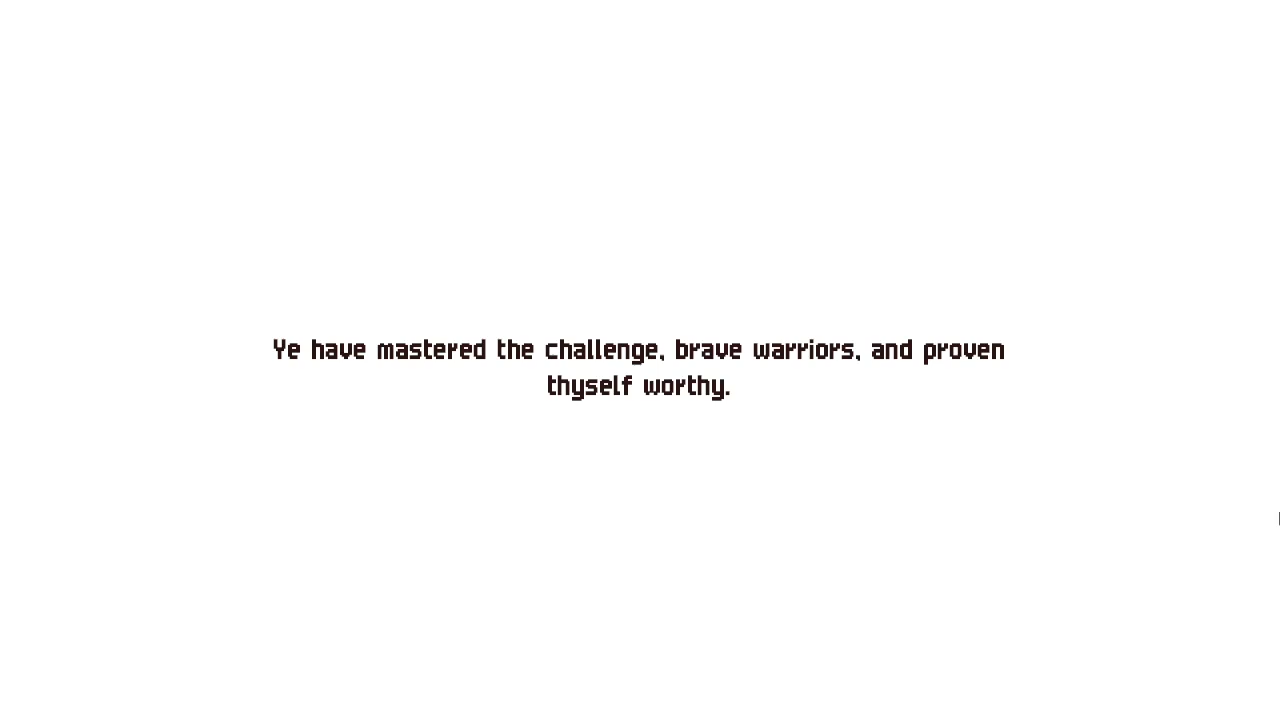 Ye have mastered the challenge, brave warriors, and proven
thyself worthy.